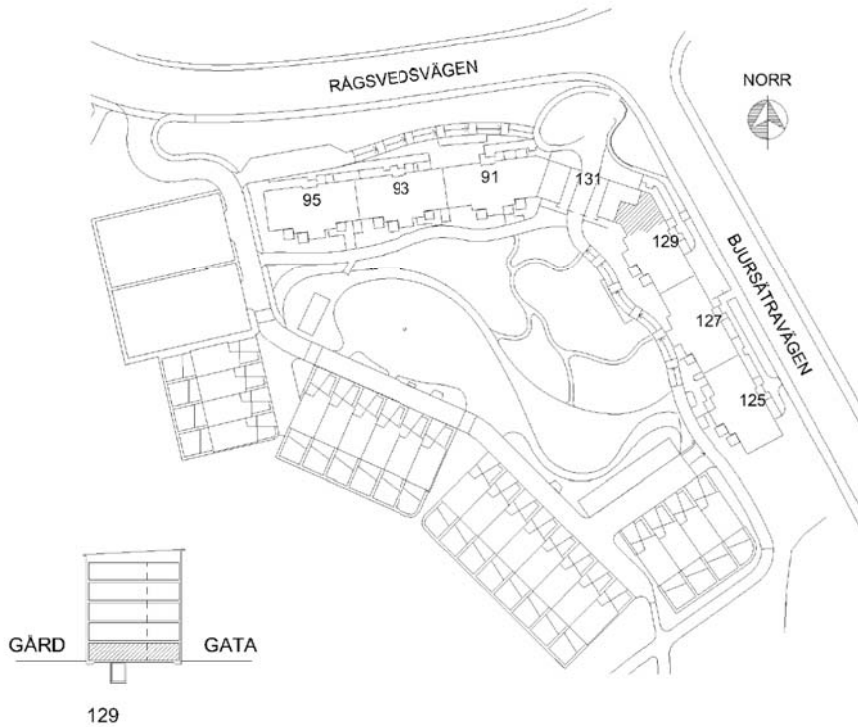 RÅGSVEDSVÄGEN
NORR
131
91
93
95
129
BJURSÄTRAVÄGEN
127
125
GÅRD GATA
129